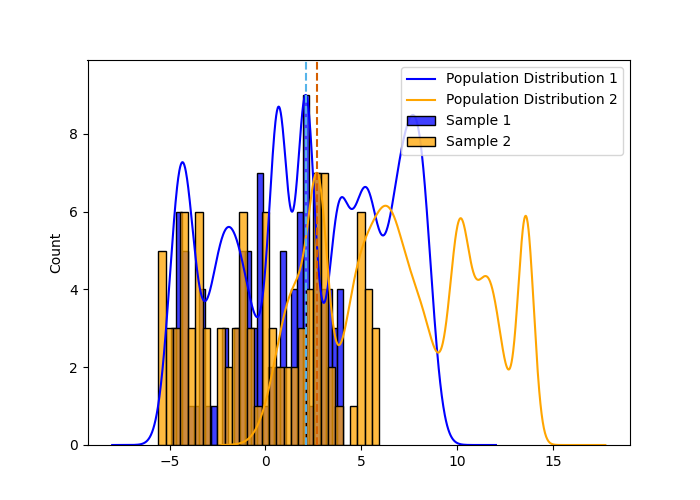 Population Distribution 1
Population Distribution 2
Sample 1
Sample 2
Count
8
6
4
2
0
−5
0
5
10
15